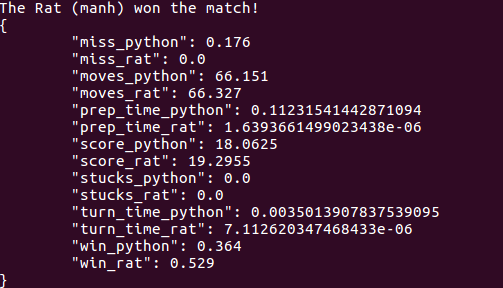 The Rat (manh) won the match!
{
        "miss_python": 0.176
        "miss_rat": 0.0
        "moves_python": 66.151
        "moves_rat": 66.327
        "prep_time_python": 0.11231541442871094
        "prep_time_rat": 1.6393661499023438e-06
        "score_python": 18.0625
        "score_rat": 19.2955
        "stucks_python": 0.0
        "stucks_rat": 0.0
        "turn_time_python": 0.0035013907837539095
        "turn_time_rat": 7.112620347468433e-06
        "win_python": 0.364
        "win_rat": 0.529
}